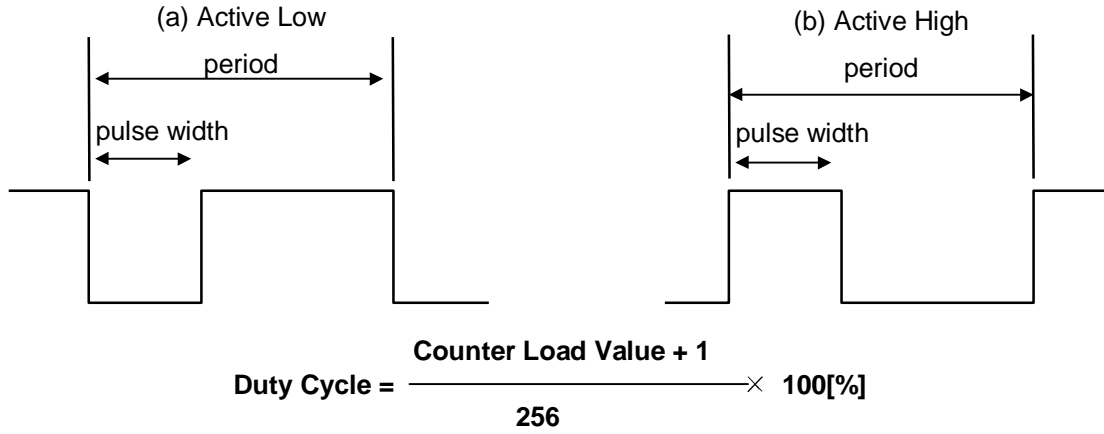 (a) Active Low
(b) Active High
period
period
pulse width
pulse width
Counter Load Value + 1
Duty Cycle = × 100[%]
256